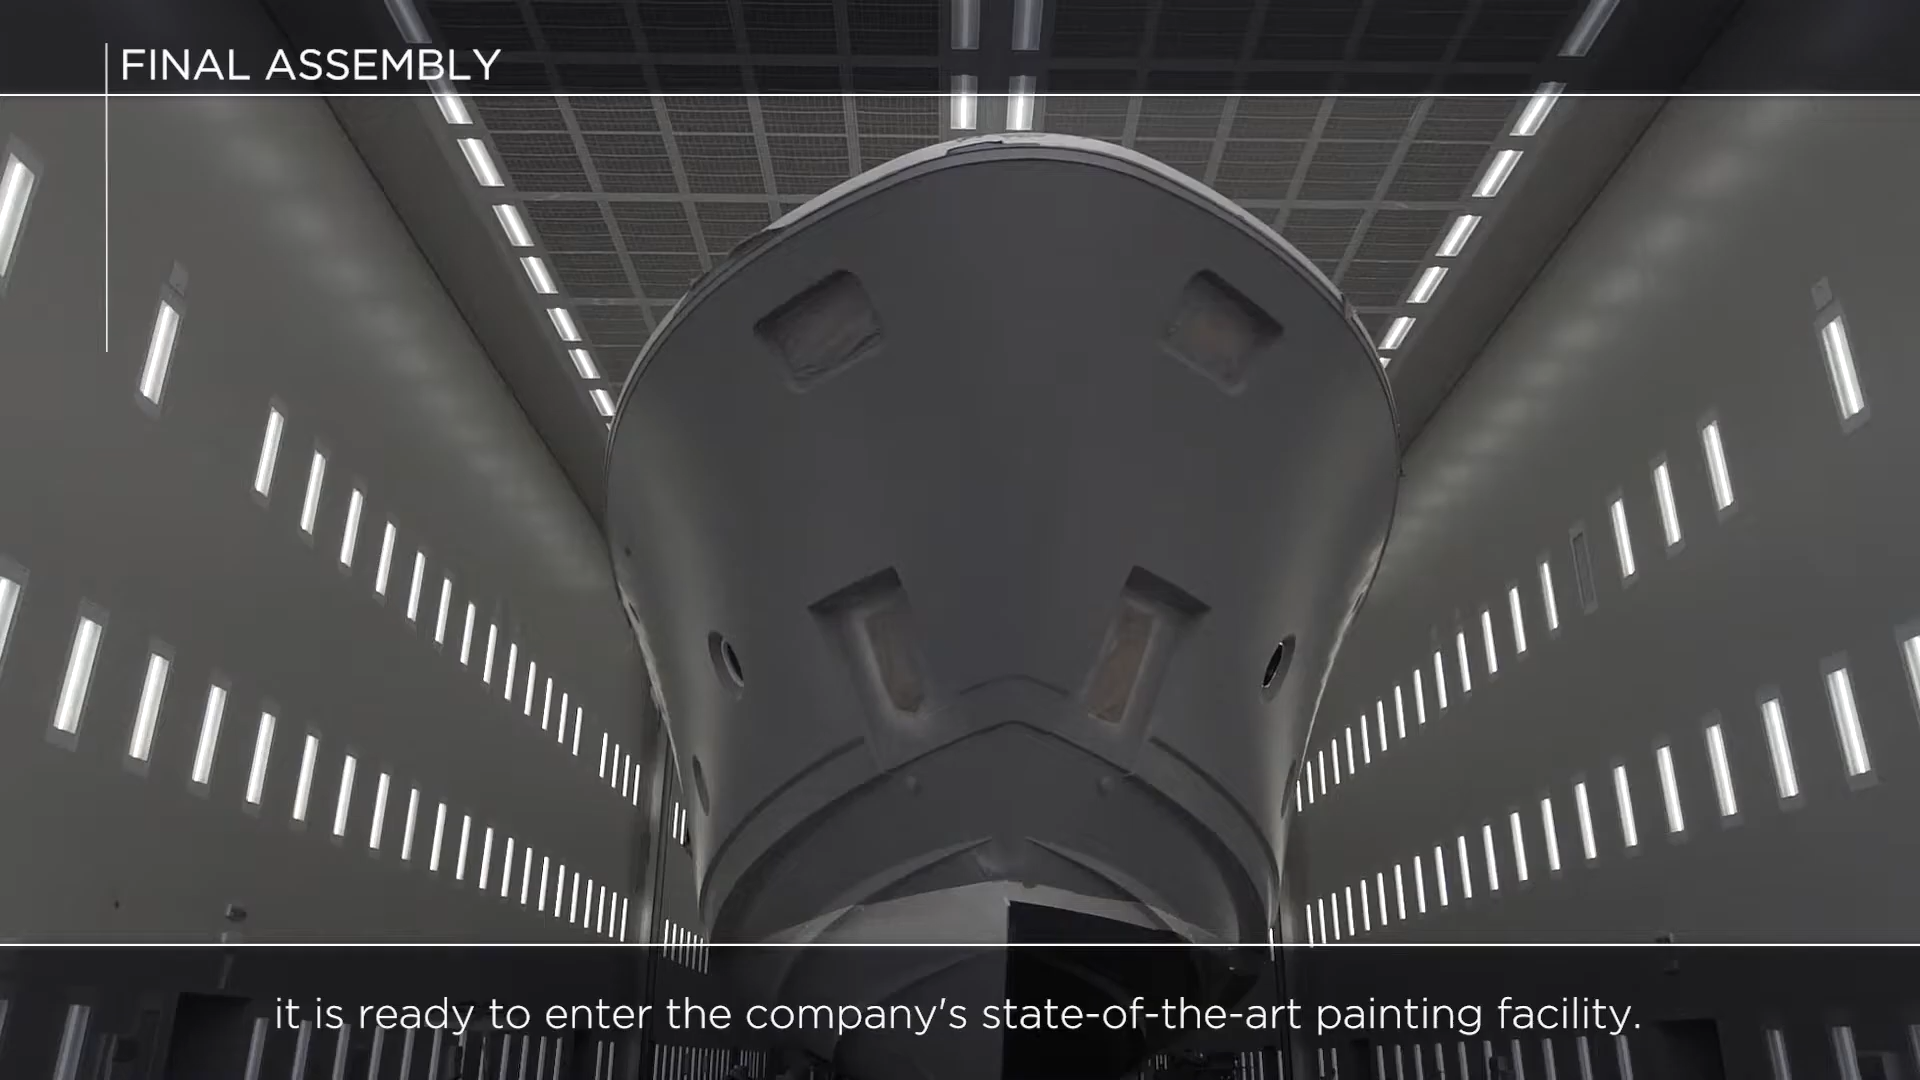 FINAL ASSEMBLY
it is ready to enter the company's state-of-the-art painting facility.